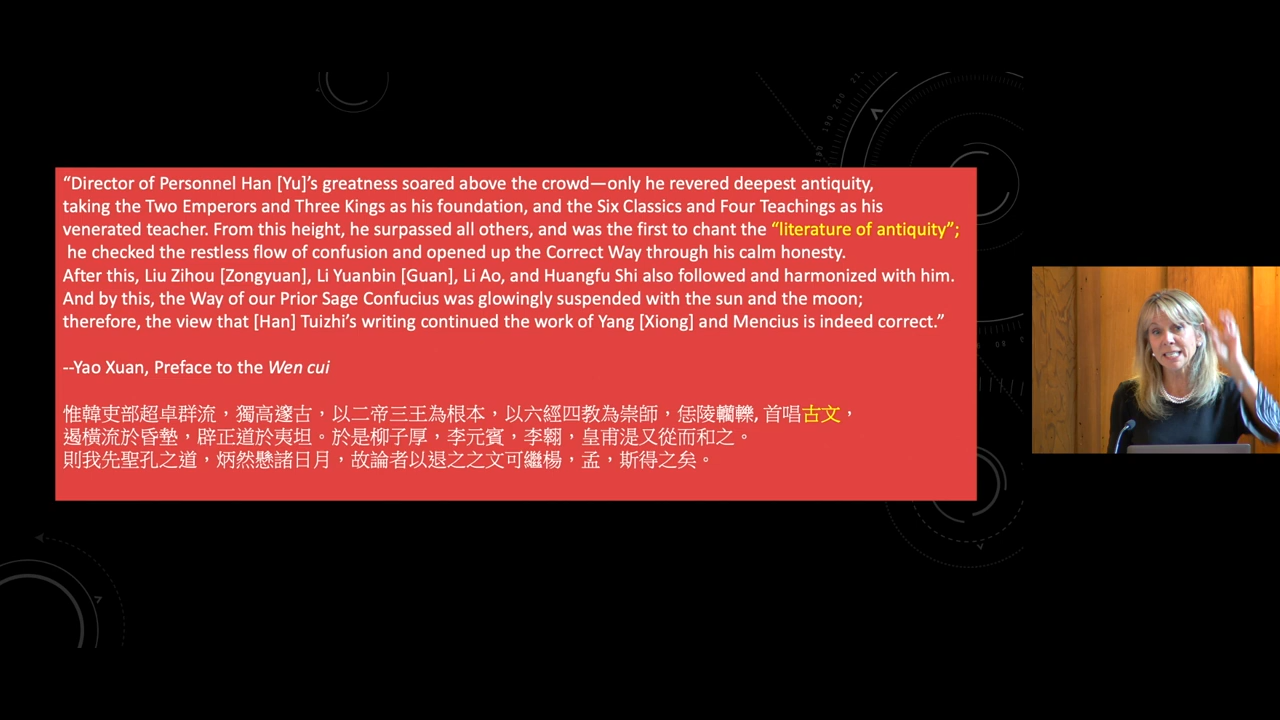 “Director of Personnel Han [Yu]’s greatness soared above the crowd—only he revered deepest antiquity,
taking the Two Emperors and Three Kings as his foundation, and the Six Classics and Four Teachings as his
venerated teacher. From this height, he surpassed all others, and was the first to chant the “literature of antiquity”;
he checked the restless flow of confusion and opened up the Correct Way through his calm honesty.
After this, Liu Zihou [Zongyuan], Li Yuanbin [Guan], Li Ao, and Huangfu Shi also followed and harmonized with him.
And by this, the Way of our Prior Sage Confucius was glowingly suspended with the sun and the moon;
therefore, the view that [Han] Tuizhi’s writing continued the work of Yang [Xiong] and Mencius is indeed correct.”
--Yao Xuan, Preface to the Wen cui
惟韓吏部超卓群流，獨高邃古，以二帝三王為根本，以六經四教為崇師，恁陵轥轢, 首唱古文，
遏橫流於昏墊，辟正道於夷坦。於是柳子厚，李元賓，李翱，皇甫湜又從而和之。
則我先聖孔之道，炳然懸諸日月，故論者以退之之文可繼楊，孟，斯得之矣。